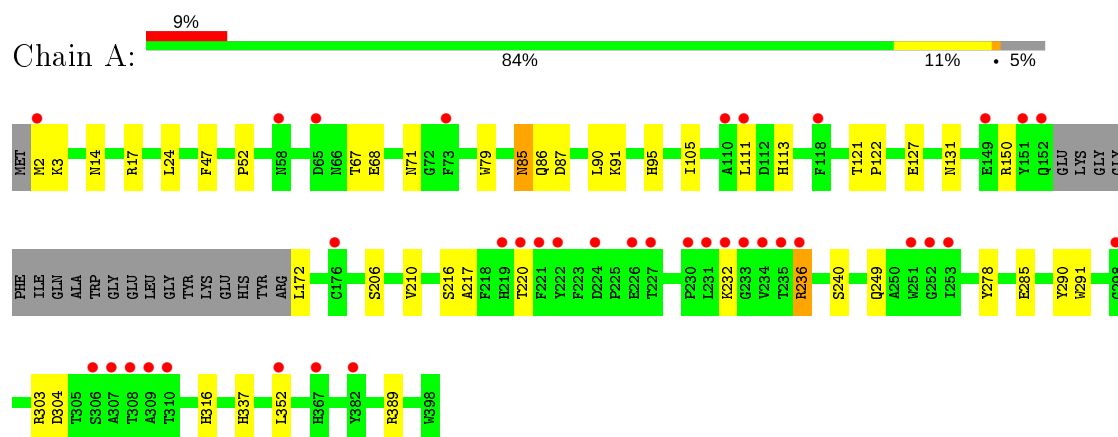 9%
Chain A:
84% 11% • 5%
MET M2 K3 N14 R17 L24 F47 P52 N58 D65 N66 T67 E68 N71 G72 F73 W79 N85 Q86 D87 L90 K91 H95 I105 A110 L111 D112 H113 F118 T121 P122 E127 N131 E149 R150 Y151 Q152 GLU LYS GLY GLY
PHE ILE GLN ALA TRP GLY GLU LEU GLY TYR LYS GLU HIS TYR ARG L172 C176 S206 V210 S216 A217 F218 H219 T220 F221 Y222 F223 D224 P225 E226 T227 P230 L231 K232 G233 V234 T235 R236 S240 Q249 A250 W251 G252 I253 Y278 E285 Y290 W291 G298
R303 D304 T305 S306 A307 T308 A309 T310 H316 H337 L352 H367 Y382 R389 W398